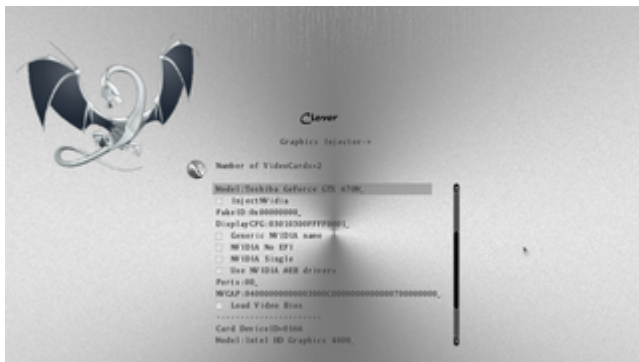 Clover
Graphics Injector->
Number of VideoCards=2
Model:Toshiba GeForce GTX 670M_
InjectNVidia
FakeID:0x00000000_
DisplayCFG:03010300FFFF0001_
Generic NVIDIA name
NVIDIA No EFI
NVIDIA Single
Use NVIDIA WEB drivers
Ports:00_
Load Video Bios
---------------------
Card DeviceID=0166
Model:Intel HD Graphics 4000_